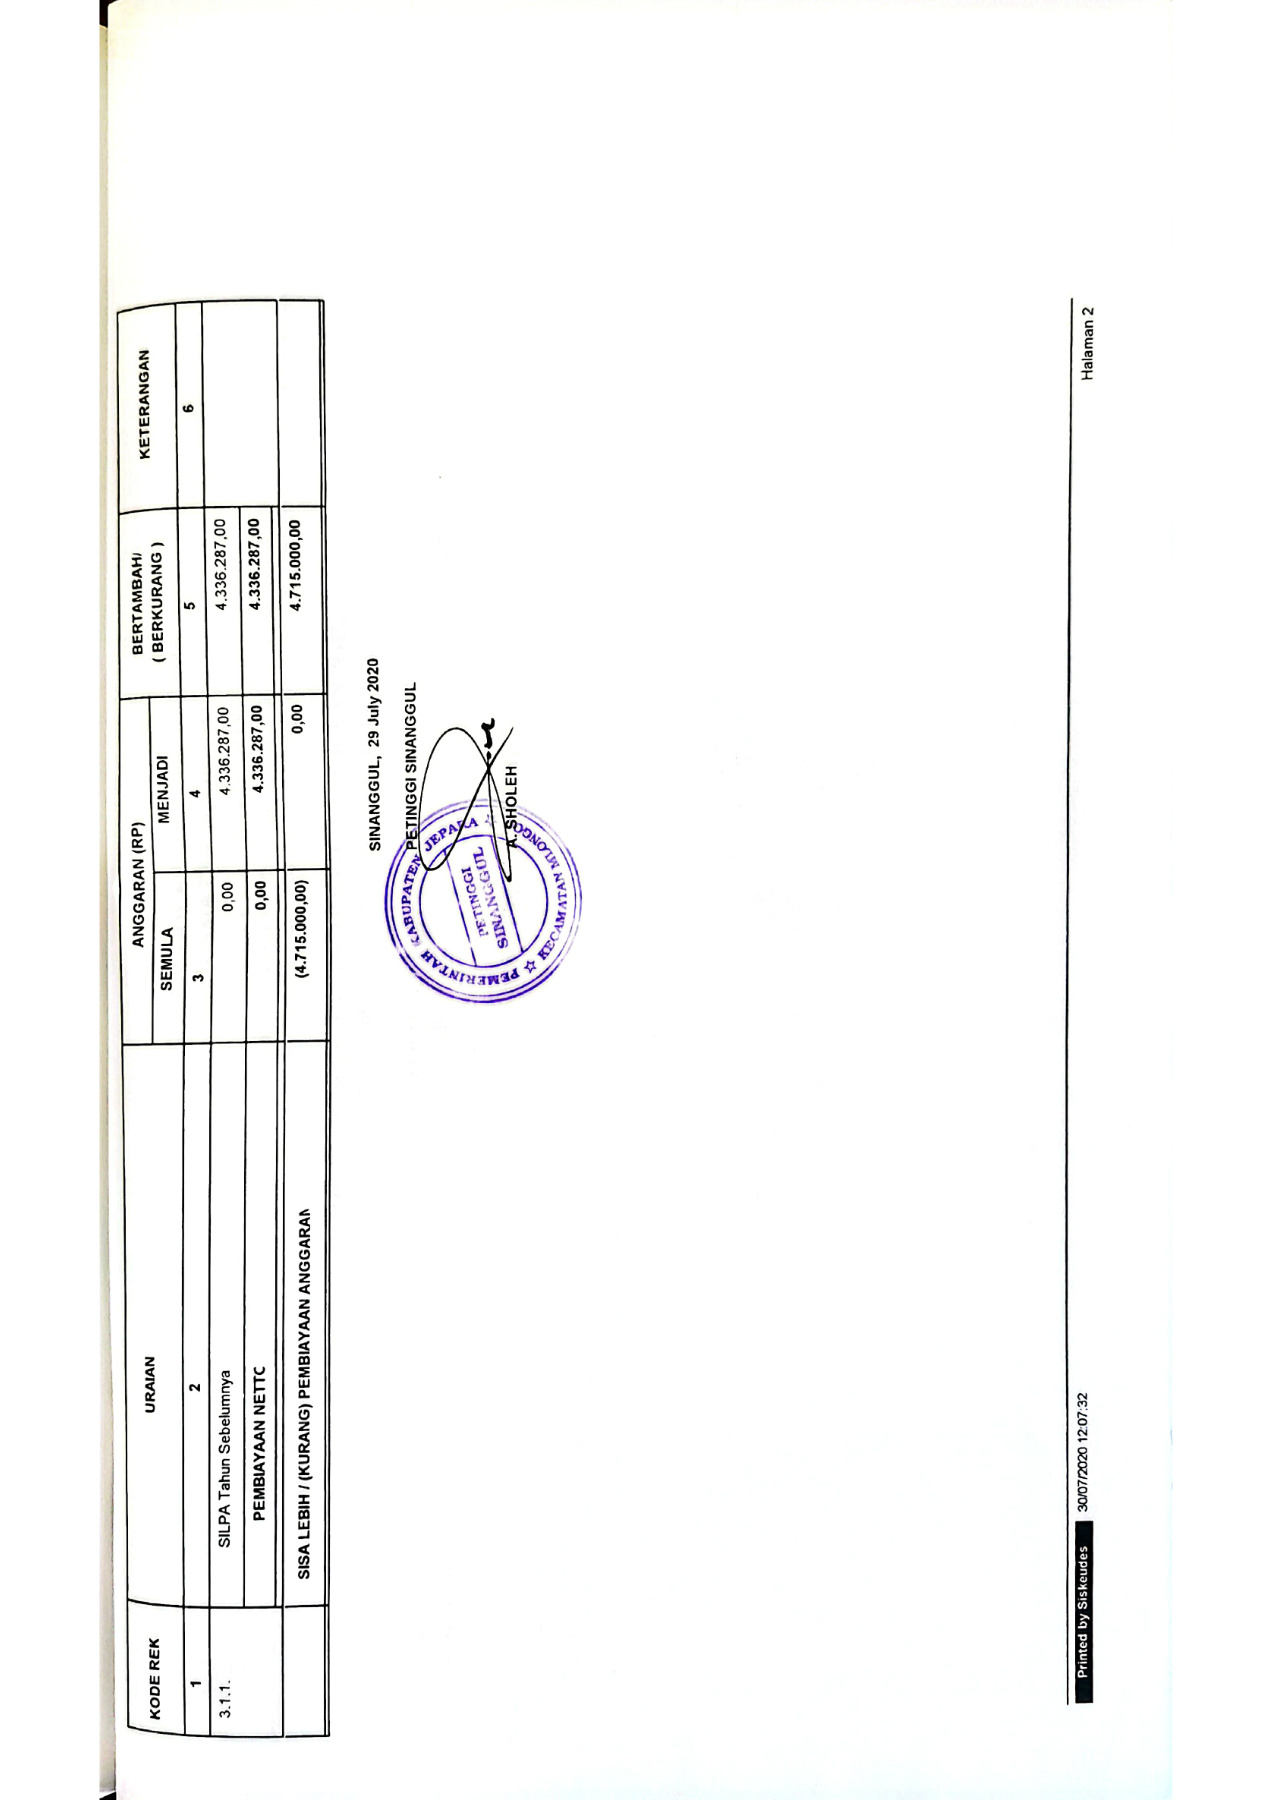 KODE REK URAIAN ANGGARAN (RP) BERTAMBAH/ ( BERKURANG ) KETERANGAN
SEMULA MENJADI
1 2 3 4 5 6
3.1.1. SILPA Tahun Sebelumnya 0,00 4.336.287,00 4.336.287,00
PEMBIAYAAN NETTC 0,00 4.336.287,00 4.336.287,00
SISA LEBIH / (KURANG) PEMBIAYAAN ANGGARAN (4.715.000,00) 0,00 4.715.000,00
SINANGGUL, 29 July 2020
PETINGGI SINANGGUL
PEMERINTAH KABUPATEN JEPARA
PETINGGI
SINANGGUL
KECAMATAN MLONGGO
A. SHOLEH
Printed by Siskeudes 30/07/2020 12:07:32 Halaman 2